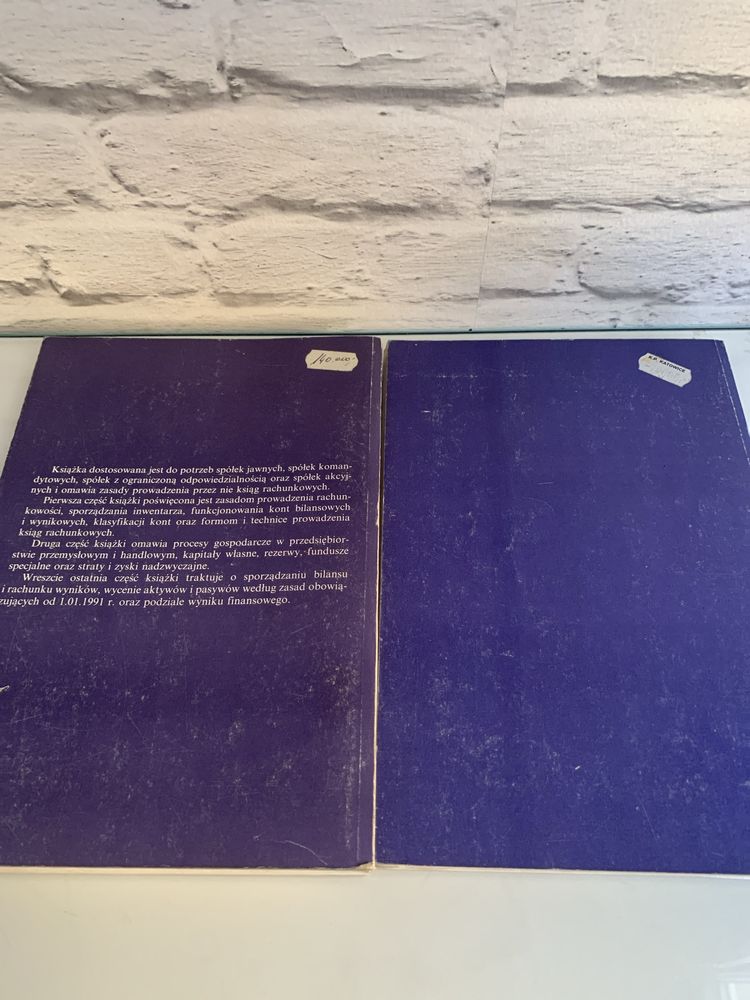 140.000,-
K.P. KATOWICE
Książka dostosowana jest do potrzeb spółek jawnych, spółek koman-
dytowych, spółek z ograniczoną odpowiedzialnością oraz spółek akcyj-
nych i omawia zasady prowadzenia przez nie ksiąg rachunkowych.
Pierwsza część książki poświęcona jest zasadom prowadzenia rachun-
kowości, sporządzania inwentarza, funkcjonowania kont bilansowych
i wynikowych, klasyfikacji kont oraz formom i technice prowadzenia
ksiąg rachunkowych.
Druga część książki omawia procesy gospodarcze w przedsiębior-
stwie przemysłowym i handlowym, kapitały własne, rezerwy, fundusze
specjalne oraz straty i zyski nadzwyczajne.
Wreszcie ostatnia część książki traktuje o sporządzaniu bilansu
i rachunku wyników, wycenie aktywów i pasywów według zasad obowią-
zujących od 1.01.1991 r. oraz podziale wyniku finansowego.